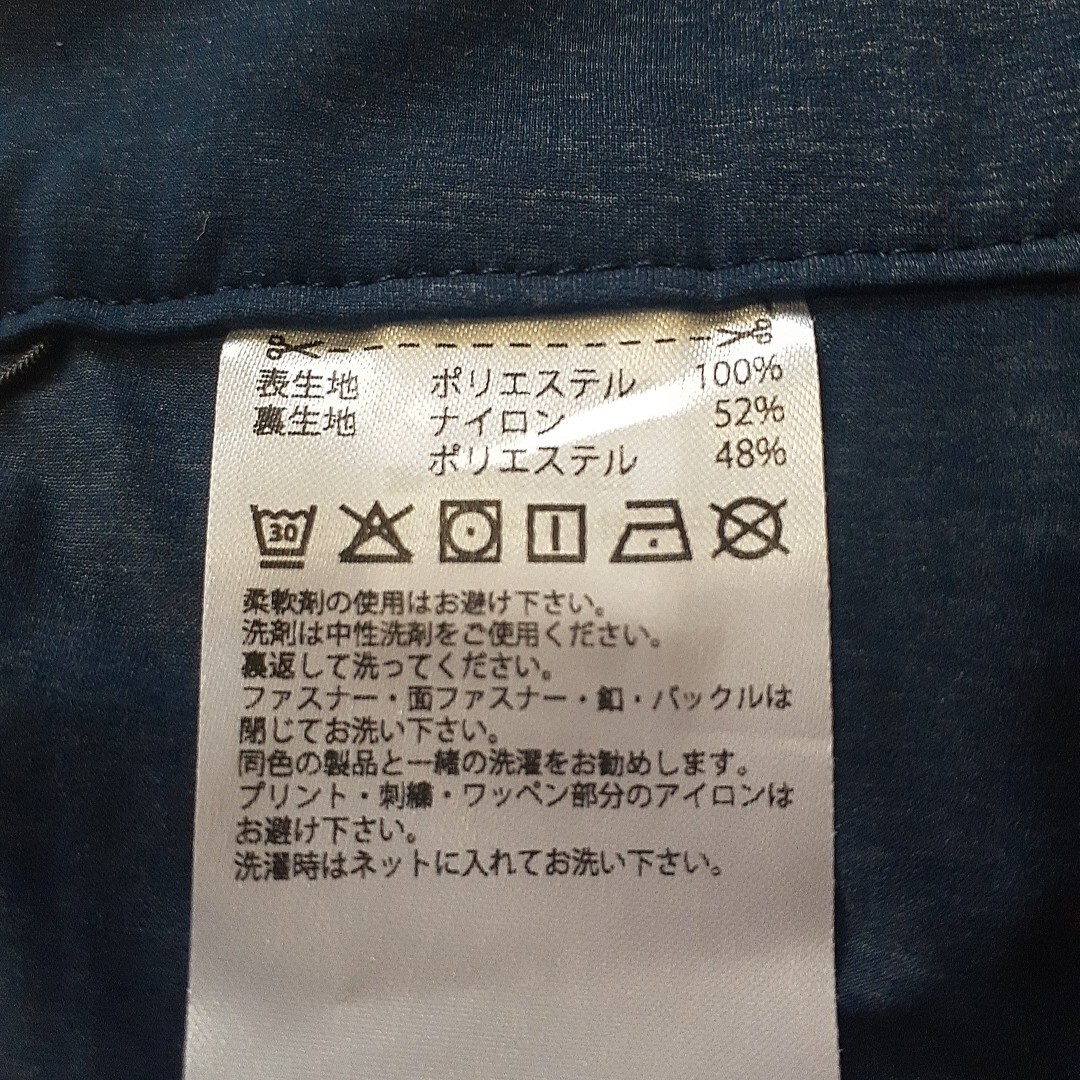 表生地 ポリエステル 100%
裏生地 ナイロン 52%
ポリエステル 48%
30
柔軟剤の使用はお避け下さい。
洗剤は中性洗剤をご使用ください。
裏返して洗ってください。
ファスナー・面ファスナー・釦・バックルは
閉じてお洗い下さい。
同色の製品と一緒の洗濯をお勧めします。
プリント・刺繍・ワッペン部分のアイロンは
お避け下さい。
洗濯時はネットに入れてお洗い下さい。